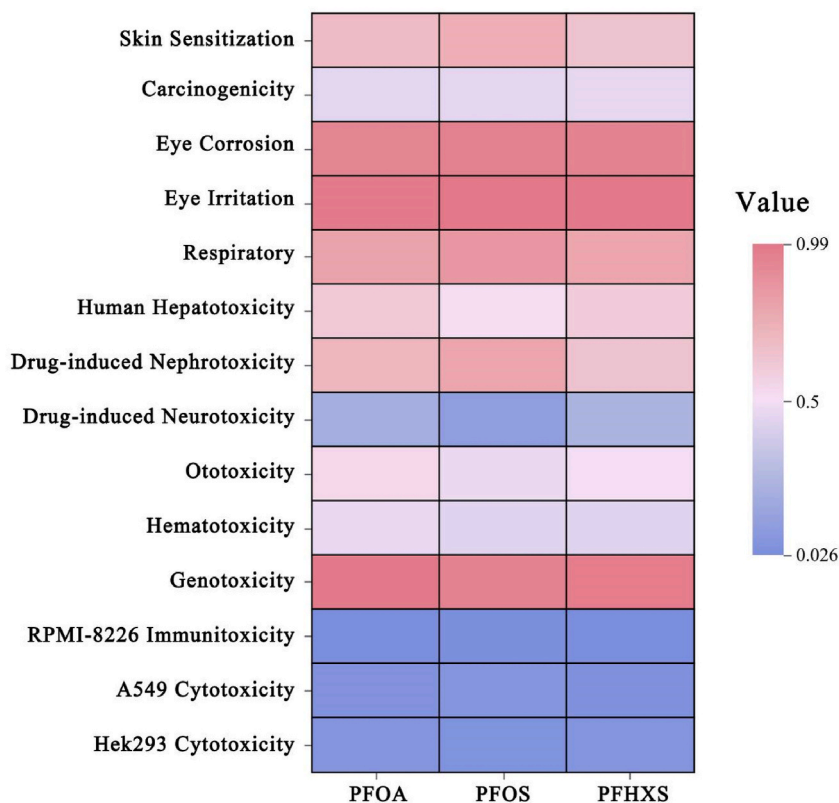 Skin Sensitization
Carcinogenicity
Eye Corrosion
Eye Irritation
Respiratory
Human Hepatotoxicity
Drug-induced Nephrotoxicity
Drug-induced Neurotoxicity
Ototoxicity
Hematotoxicity
Genotoxicity
RPMI-8226 Immunitoxicity
A549 Cytotoxicity
Hek293 Cytotoxicity
PFOA PFOS PFHXS
Value
0.99
0.5
0.026